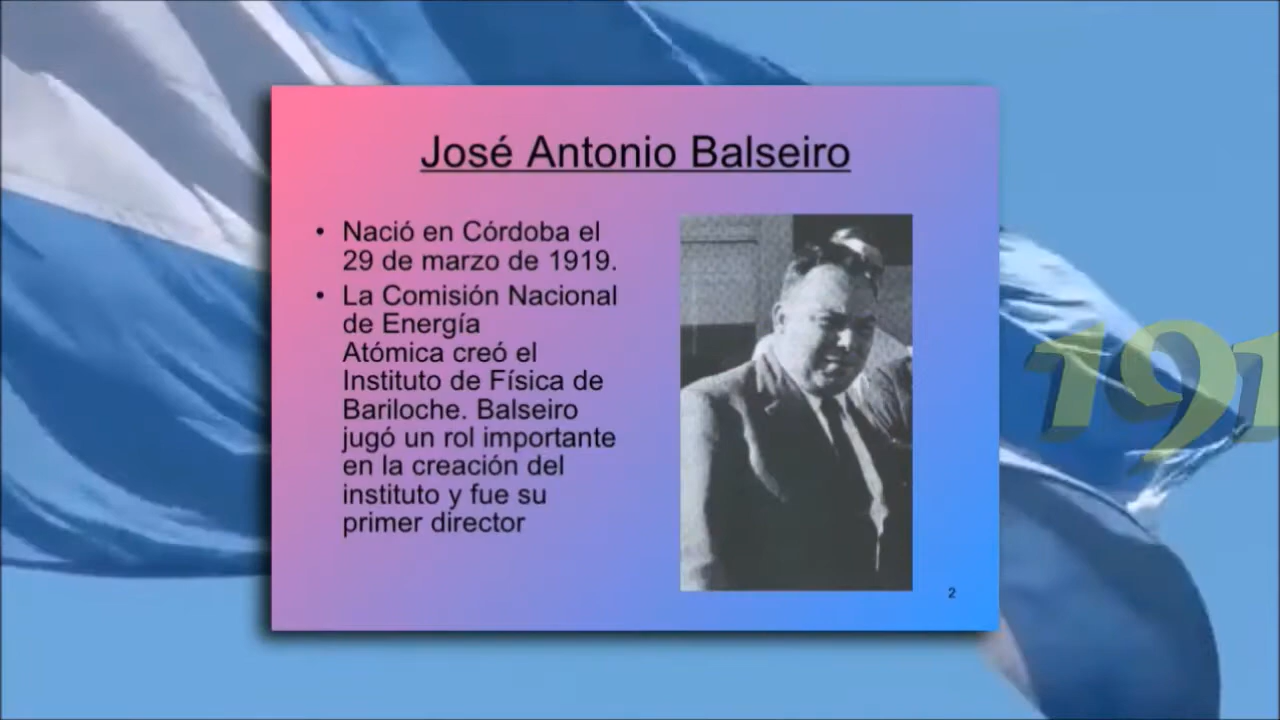 José Antonio Balseiro
• Nació en Córdoba el
29 de marzo de 1919.
• La Comisión Nacional
de Energía
Atómica creó el
Instituto de Física de
Bariloche. Balseiro
jugó un rol importante
en la creación del
instituto y fue su
primer director
2
191